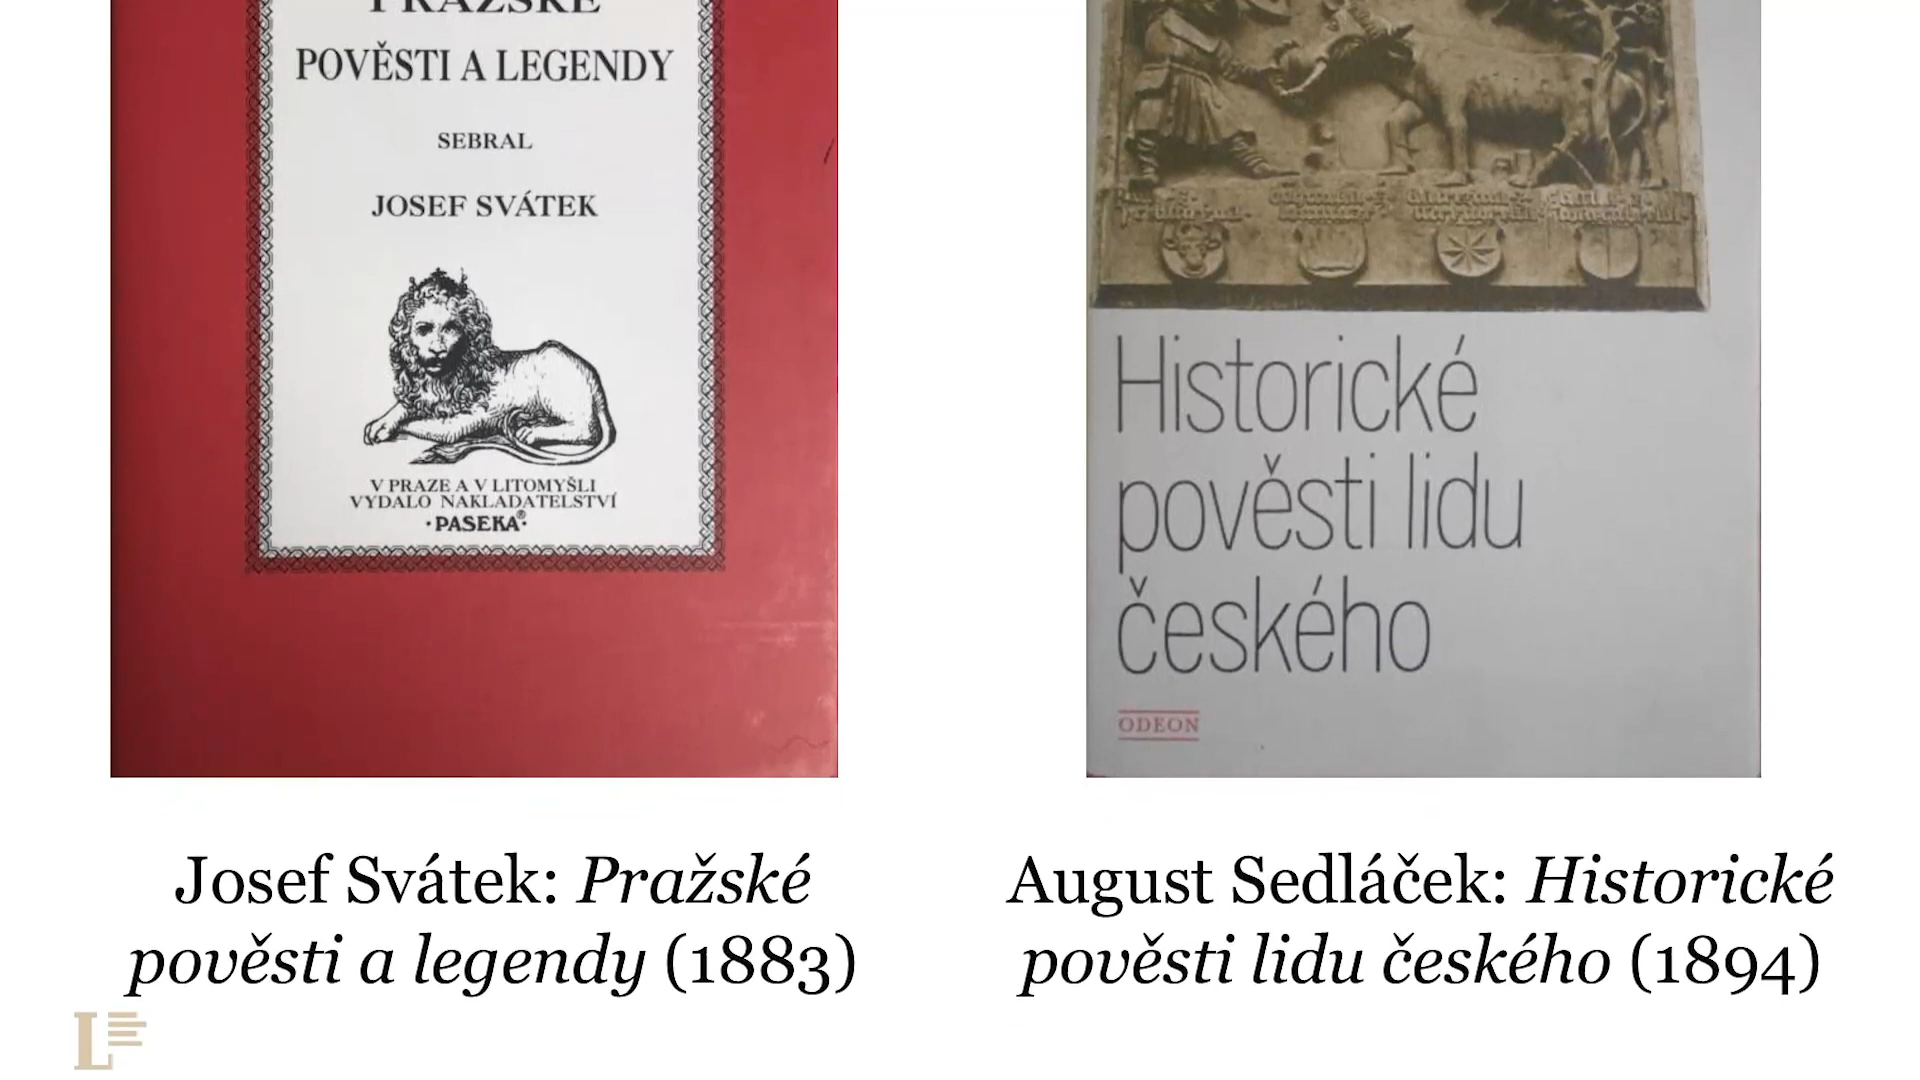 PRAŽSKÉ
POVĚSTI A LEGENDY
SEBRAL
JOSEF SVÁTEK
V PRAZE A V LITOMYŠLI
VYDALO NAKLADATELSTVÍ
·PASEKA®·
Historické
pověsti lidu
českého
ODEON
Josef Svátek: Pražské
pověsti a legendy (1883)
August Sedláček: Historické
pověsti lidu českého (1894)
L